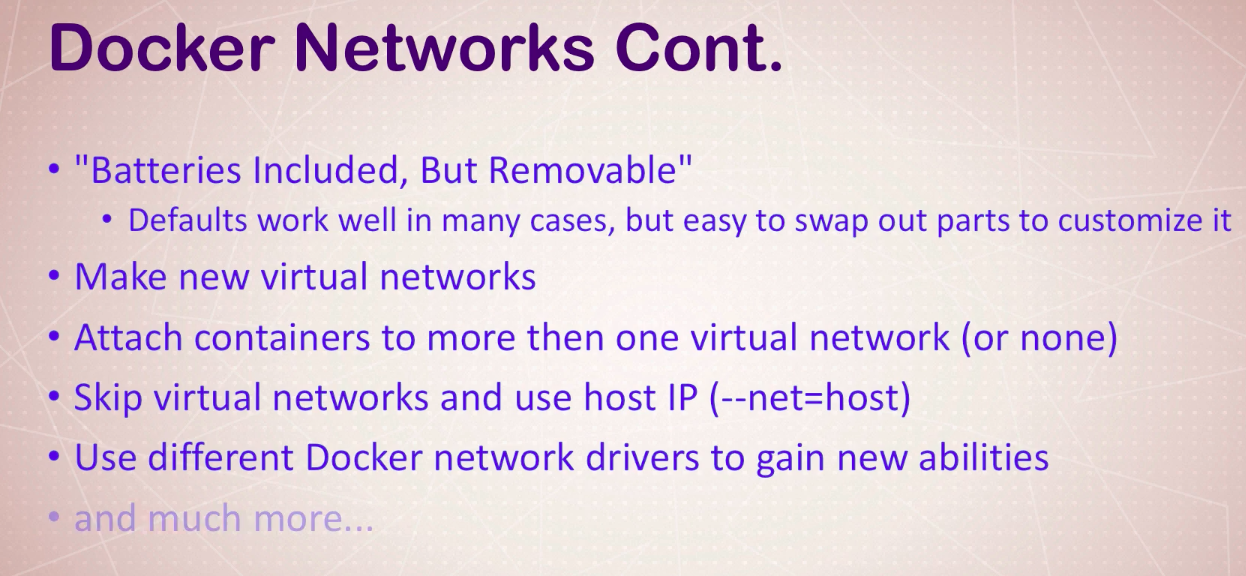 Docker Networks Cont.
• "Batteries Included, But Removable"
• Defaults work well in many cases, but easy to swap out parts to customize it
• Make new virtual networks
• Attach containers to more then one virtual network (or none)
• Skip virtual networks and use host IP (--net=host)
• Use different Docker network drivers to gain new abilities
• and much more...